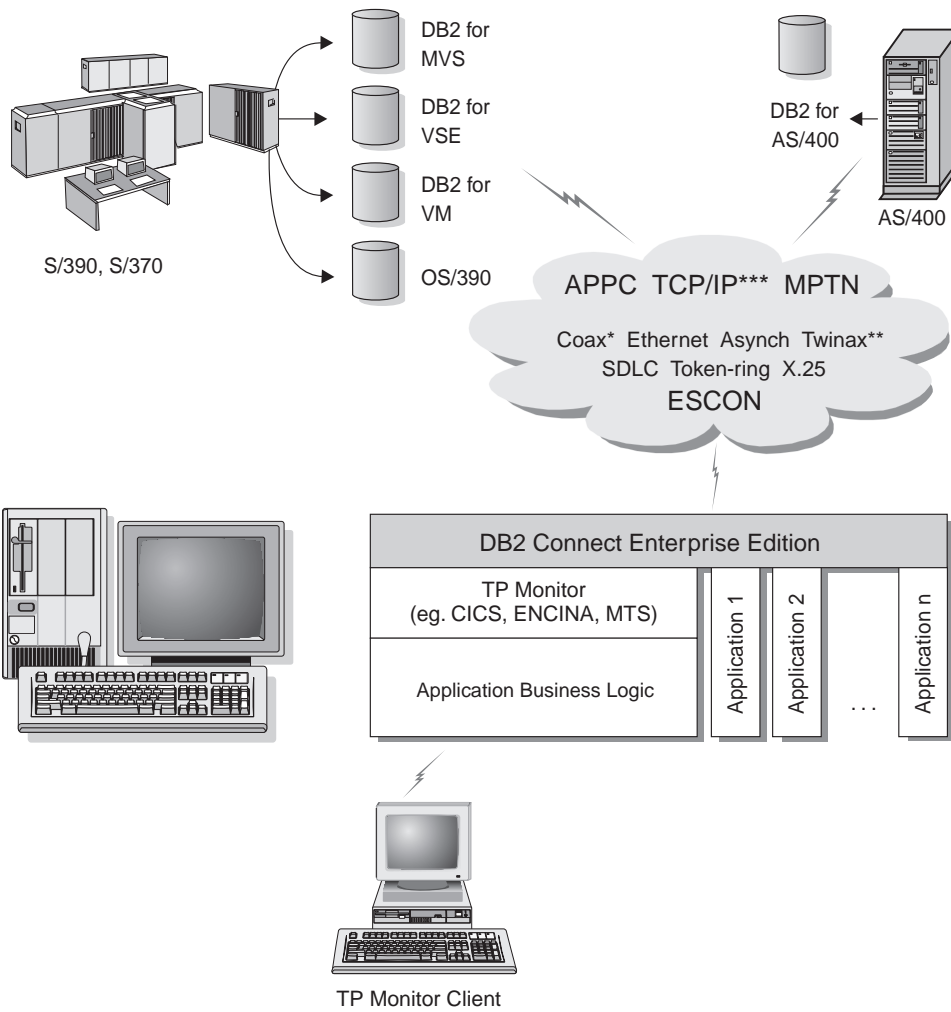 DB2 for
MVS
DB2 for
VSE
DB2 for
VM
OS/390
S/390, S/370
DB2 for
AS/400
AS/400
APPC TCP/IP*** MPTN
Coax* Ethernet Asynch Twinax**
SDLC Token-ring X.25
ESCON
DB2 Connect Enterprise Edition
TP Monitor
(eg. CICS, ENCINA, MTS)
Application Business Logic
Application 1
Application 2
. . .
Application n
TP Monitor Client